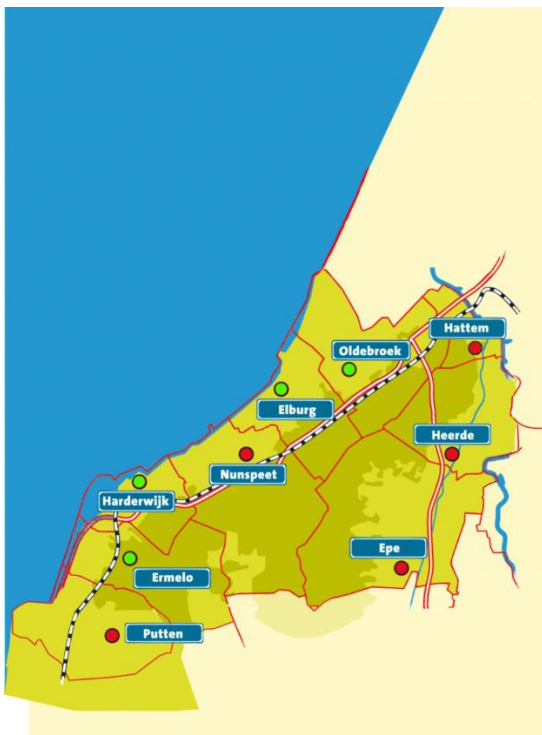 Hattem
Oldebroek
Elburg
Heerde
Nunspeet
Harderwijk
Epe
Ermelo
Putten